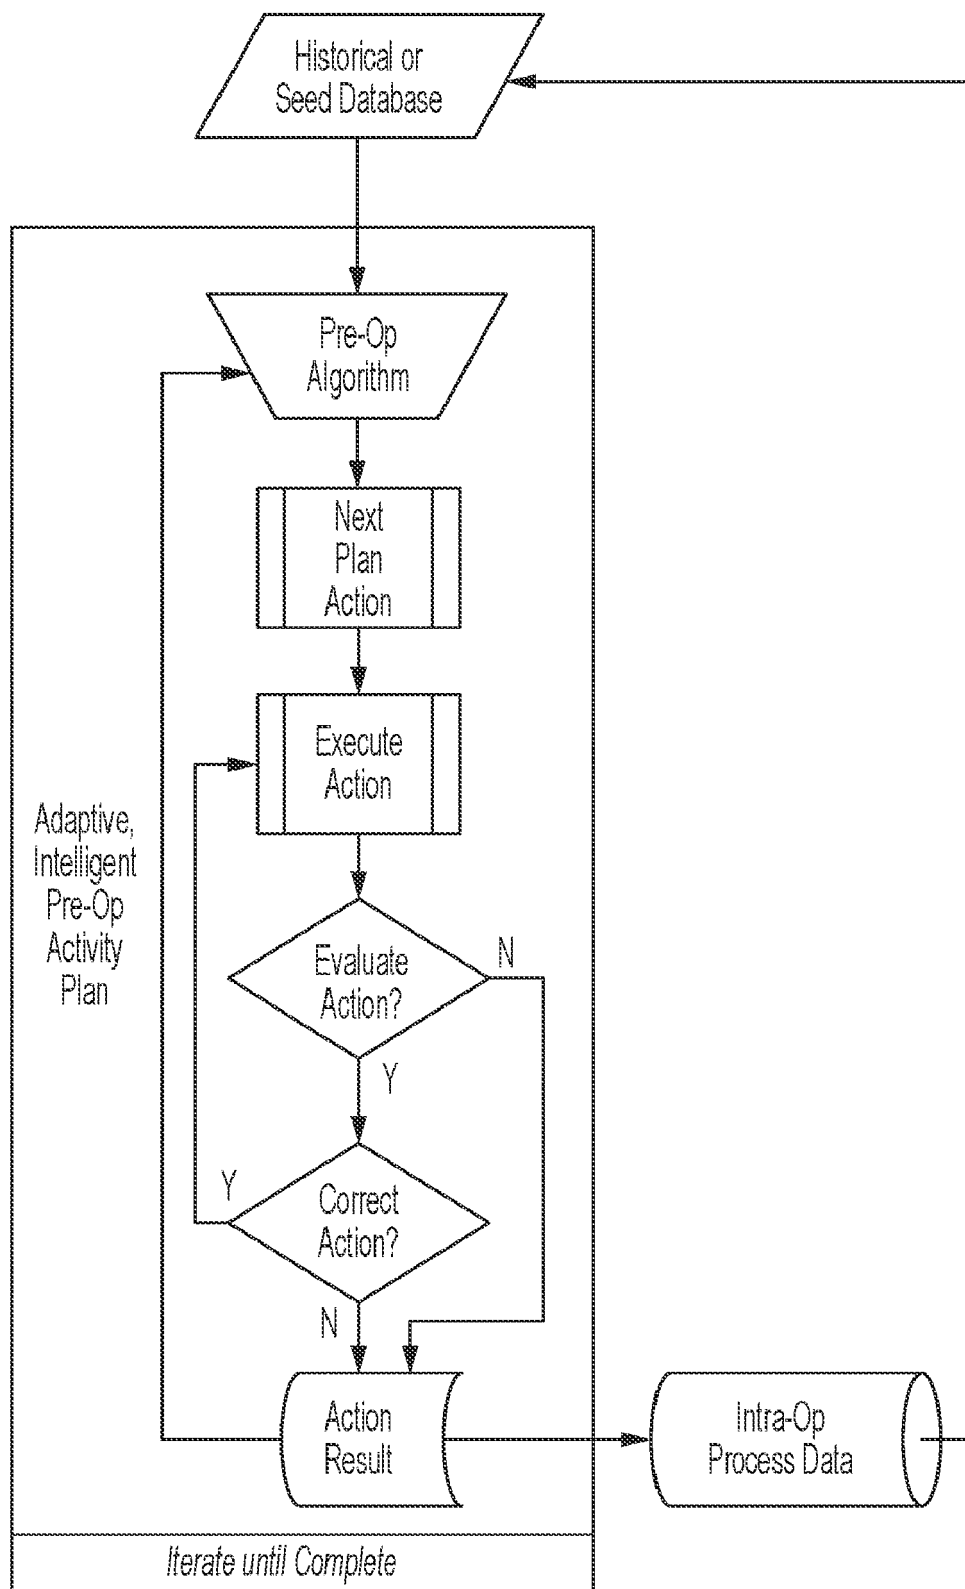 Historical or
Seed Database
Pre-Op
Algorithm
Next
Plan
Action
Execute
Action
Adaptive,
Intelligent
Pre-Op
Activity
Plan
Evaluate
Action?
N
Y
Y
Correct
Action?
N
Action
Result
Intra-Op
Process Data
Iterate until Complete